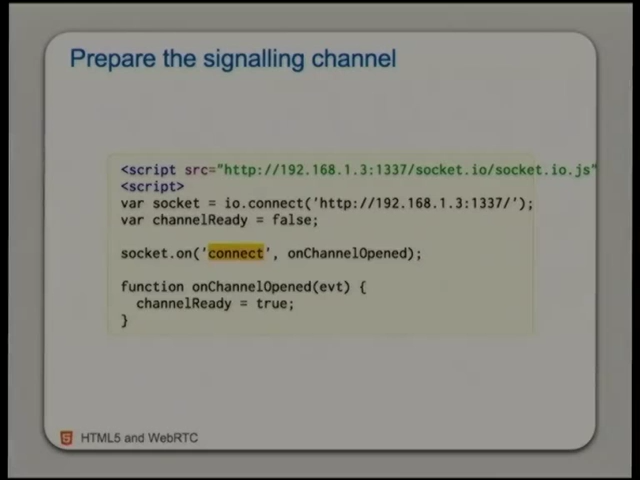 Prepare the signalling channel
<script src="http://192.168.1.3:1337/socket.io/socket.io.js"
<script>
var socket = io.connect('http://192.168.1.3:1337/');
var channelReady = false;
socket.on('connect', onChannelOpened);
function onChannelOpened(evt) {
channelReady = true;
}
HTML5 and WebRTC